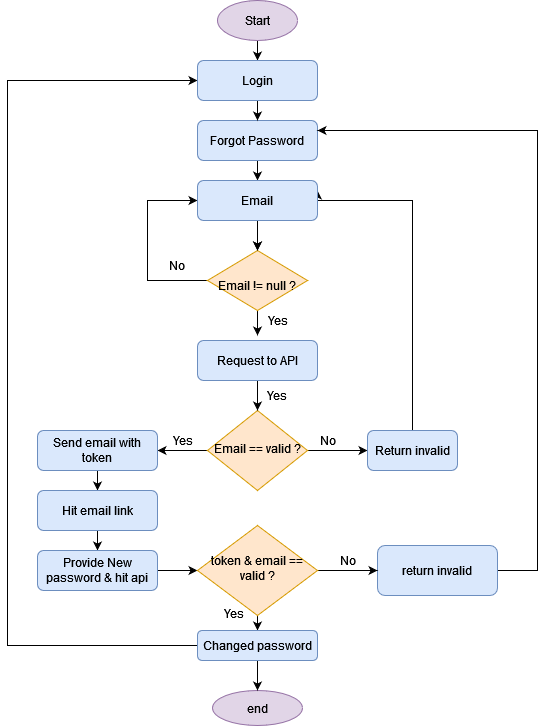 Start
Login
Forgot Password
Email
No
Email != null ?
Yes
Request to API
Yes
Send email with
token
Yes
Email == valid ?
No
Return invalid
Hit email link
Provide New
password & hit api
token & email ==
valid ?
No
return invalid
Yes
Changed password
end